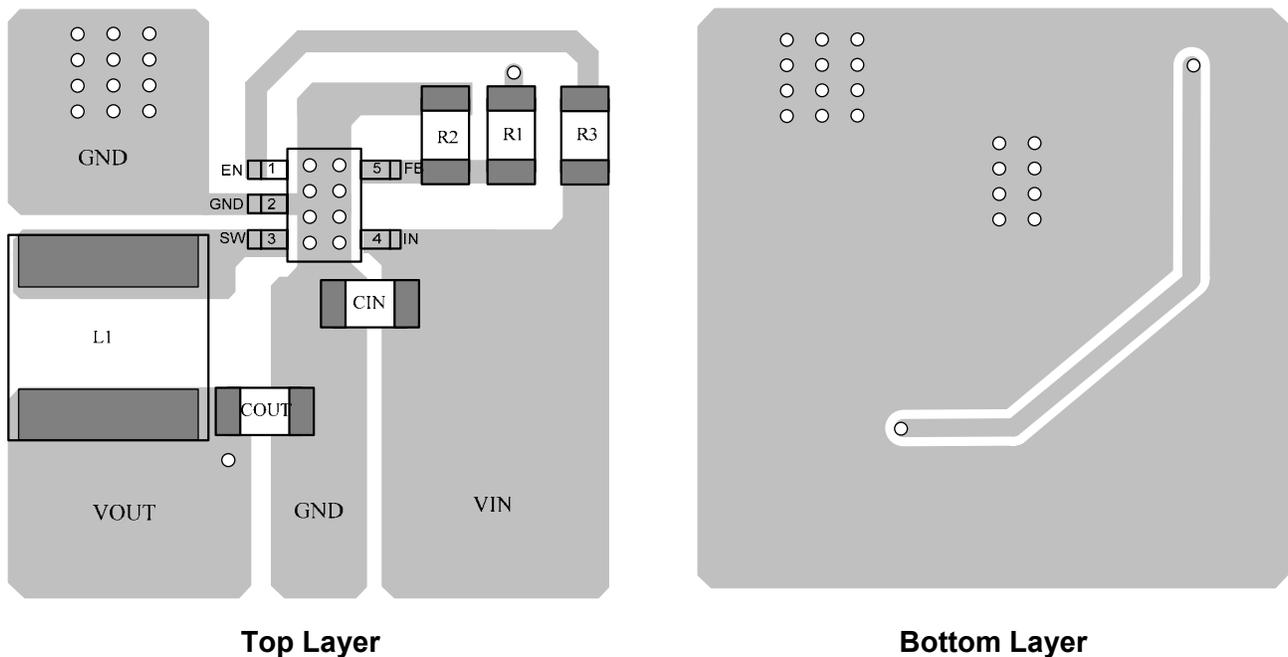 GND
R2
R1
R3
EN
1
5
FB
GND
2
SW
3
4
IN
CIN
L1
COUT
VOUT
GND
VIN
Top Layer
Bottom Layer